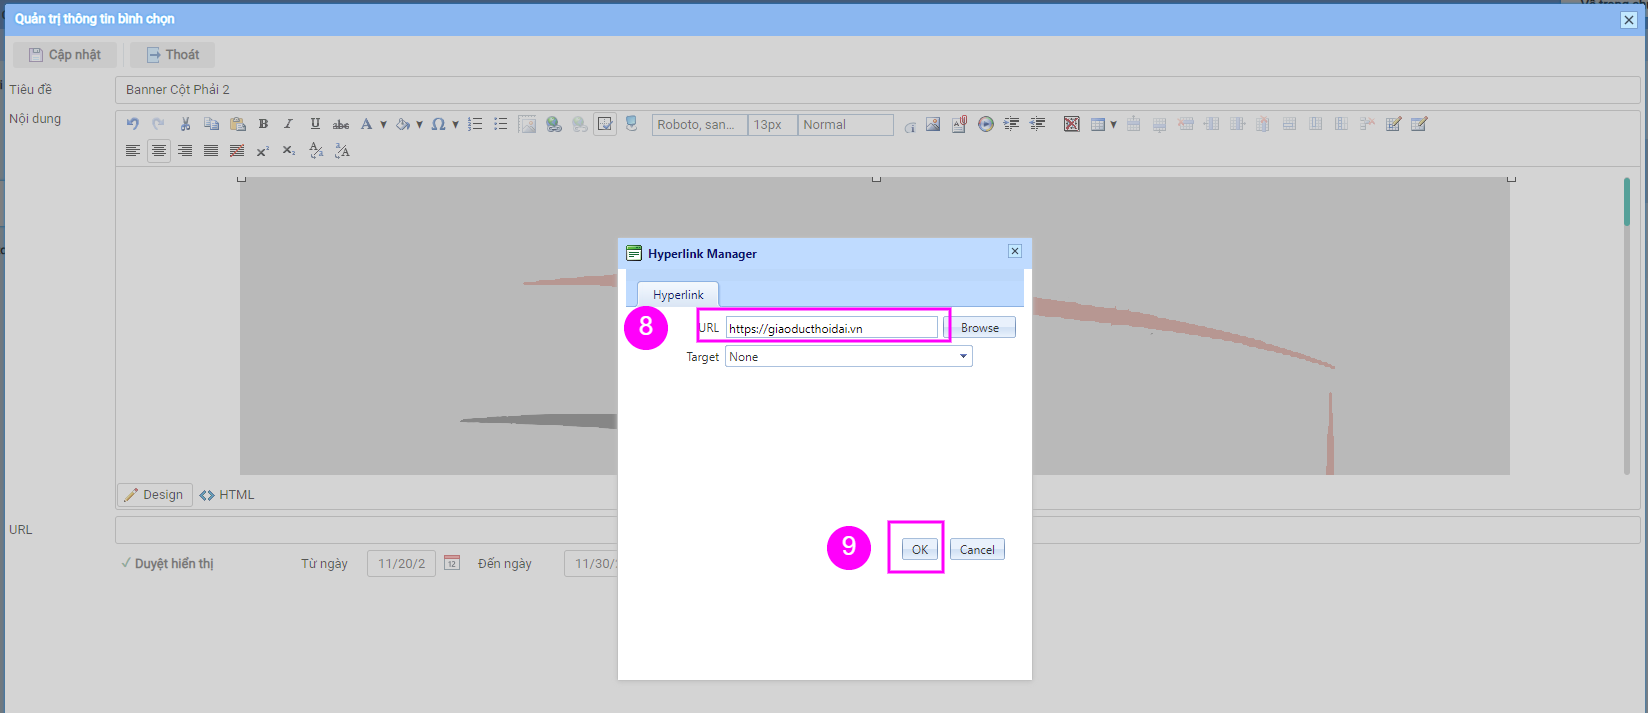 Quản trị thông tin bình chọn
Cập nhật
Thoát
Tiêu đề
Banner Cột Phải 2
Nội dung
Roboto, san...
13px
Normal
Hyperlink Manager
Hyperlink
8
URL
https://giaoducthoidai.vn
Browse
Target
None
Design
HTML
URL
9
OK
Cancel
Duyệt hiển thị
Từ ngày
11/20/2
12
Đến ngày
11/30/